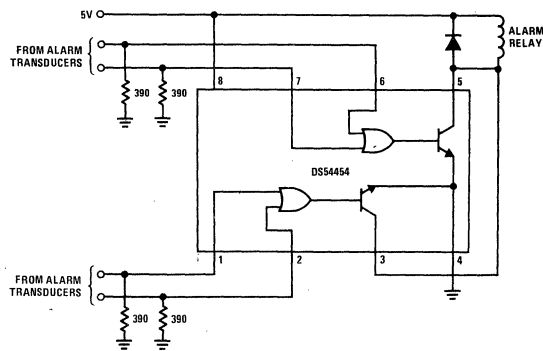 5V
FROM ALARM
TRANSDUCERS
ALARM
RELAY
8
7
6
5
390
390
DS54454
1
2
3
4
FROM ALARM
TRANSDUCERS
390
390